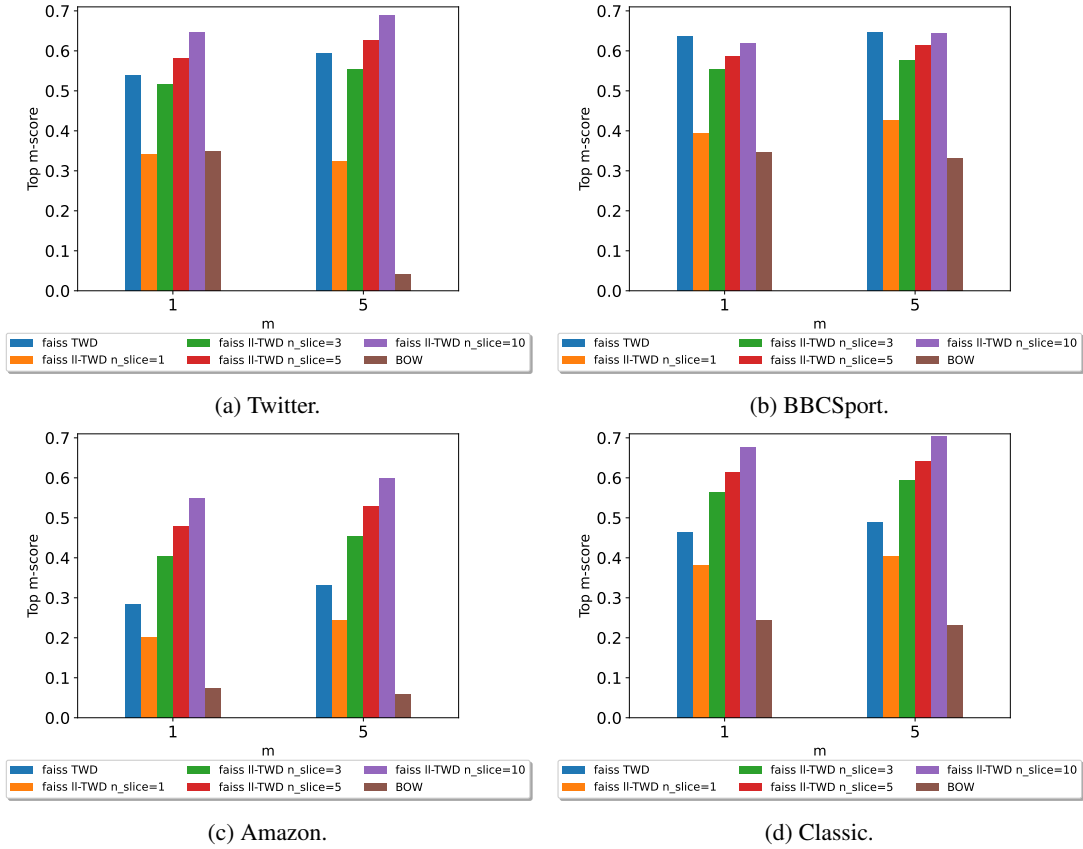 0.7
0.6
0.5
0.4
0.3
0.2
0.1
0.0
Top m-score
1 5
m
faiss TWD faiss ll-TWD n_slice=3 faiss ll-TWD n_slice=10
faiss ll-TWD n_slice=1 faiss ll-TWD n_slice=5 BOW
(a) Twitter.
0.7
0.6
0.5
0.4
0.3
0.2
0.1
0.0
Top m-score
1 5
m
faiss TWD faiss ll-TWD n_slice=3 faiss ll-TWD n_slice=10
faiss ll-TWD n_slice=1 faiss ll-TWD n_slice=5 BOW
(b) BBCSport.
0.7
0.6
0.5
0.4
0.3
0.2
0.1
0.0
Top m-score
1 5
m
faiss TWD faiss ll-TWD n_slice=3 faiss ll-TWD n_slice=10
faiss ll-TWD n_slice=1 faiss ll-TWD n_slice=5 BOW
(c) Amazon.
0.7
0.6
0.5
0.4
0.3
0.2
0.1
0.0
Top m-score
1 5
m
faiss TWD faiss ll-TWD n_slice=3 faiss ll-TWD n_slice=10
faiss ll-TWD n_slice=1 faiss ll-TWD n_slice=5 BOW
(d) Classic.